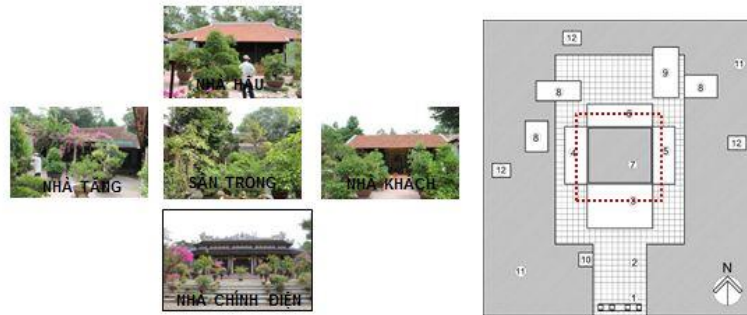 NHÀ HẬU
NHÀ TĂNG
SÂN TRONG
NHÀ KHÁCH
NHÀ CHÍNH ĐIỆN
12
9
11
8
8
6
8
4
5
12
7
12
3
10
2
11
N
1